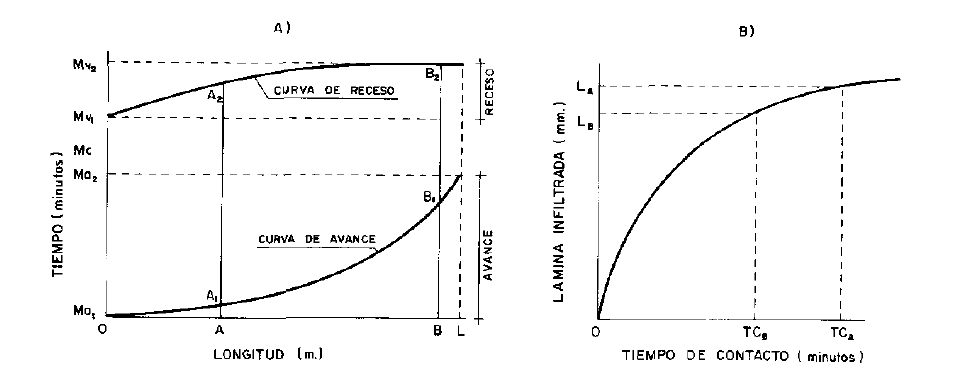 A)
Mv₂
Mv₁
Mc
Ma₂
Ma₁
TIEMPO (minutos)
A₂
CURVA DE RECESO
B₂
RECESO
B₁
CURVA DE AVANCE
A₁
AVANCE
O A B L
LONGITUD (m.)
B)
LA
LB
LAMINA INFILTRADA (mm.)
O TCB TCA
TIEMPO DE CONTACTO ( minutos)